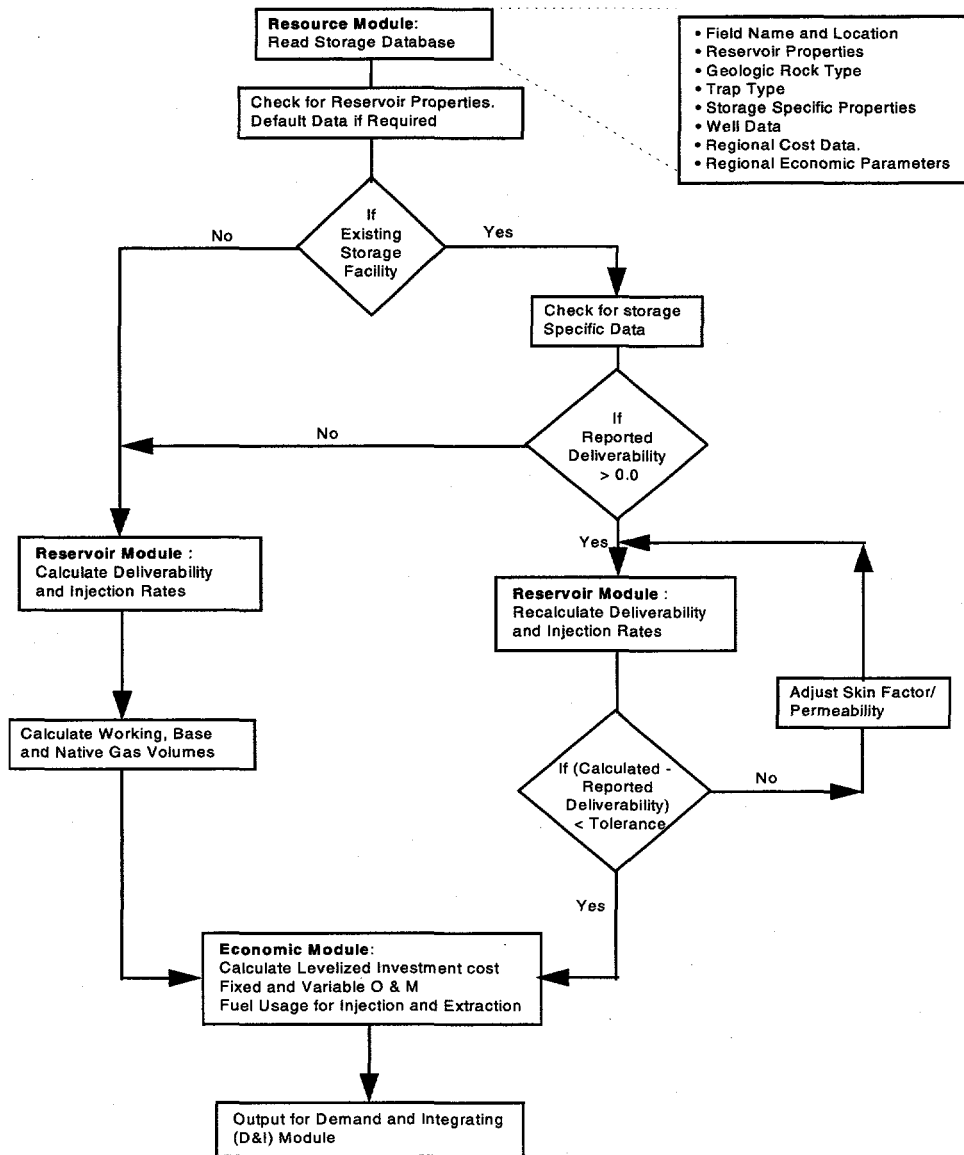 Resource Module:
Read Storage Database
• Field Name and Location
• Reservoir Properties
• Geologic Rock Type
• Trap Type
• Storage Specific Properties
• Well Data
• Regional Cost Data.
• Regional Economic Parameters
Check for Reservoir Properties.
Default Data if Required
If
Existing
Storage
Facility
No
Yes
Check for storage
Specific Data
If
Reported
Deliverability
> 0.0
No
Yes
Reservoir Module :
Calculate Deliverability
and Injection Rates
Reservoir Module :
Recalculate Deliverability
and Injection Rates
Adjust Skin Factor/
Permeability
Calculate Working, Base
and Native Gas Volumes
If (Calculated -
Reported
Deliverability)
< Tolerance
No
Yes
Economic Module:
Calculate Levelized Investment cost
Fixed and Variable O & M
Fuel Usage for Injection and Extraction
Output for Demand and Integrating
(D&I) Module